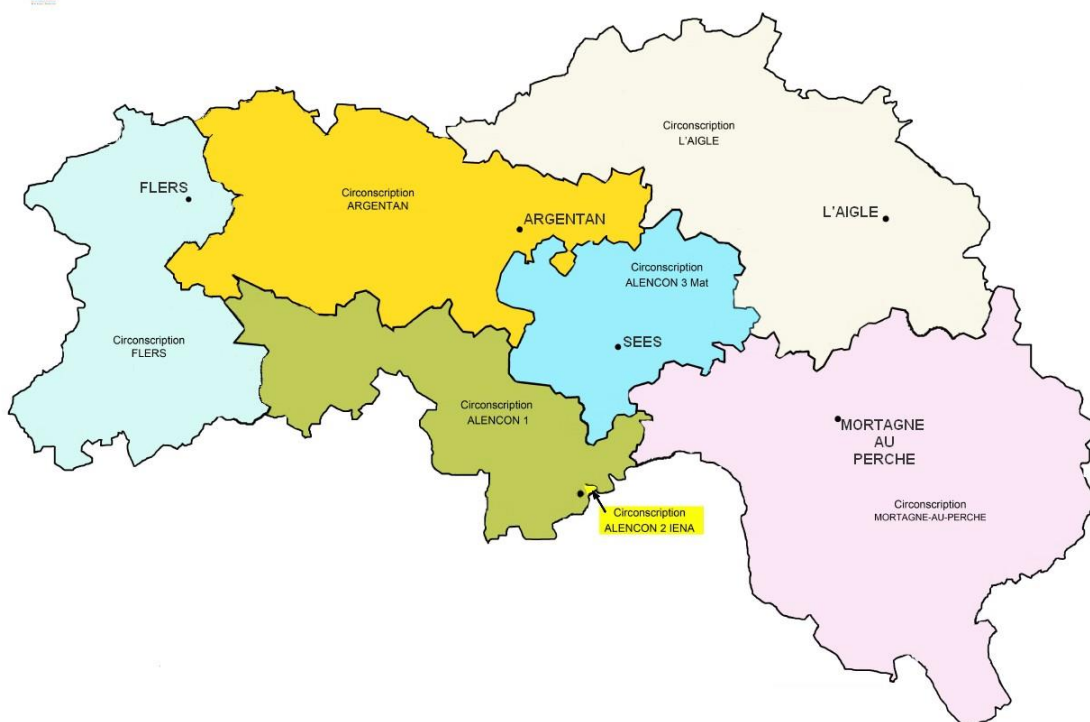 Circonscription
L'AIGLE
FLERS
Circonscription
ARGENTAN
ARGENTAN
L'AIGLE
Circonscription
ALENCON 3 Mat
Circonscription
FLERS
SEES
Circonscription
ALENCON 1
MORTAGNE
AU
PERCHE
Circonscription
MORTAGNE-AU-PERCHE
Circonscription
ALENCON 2 IENA